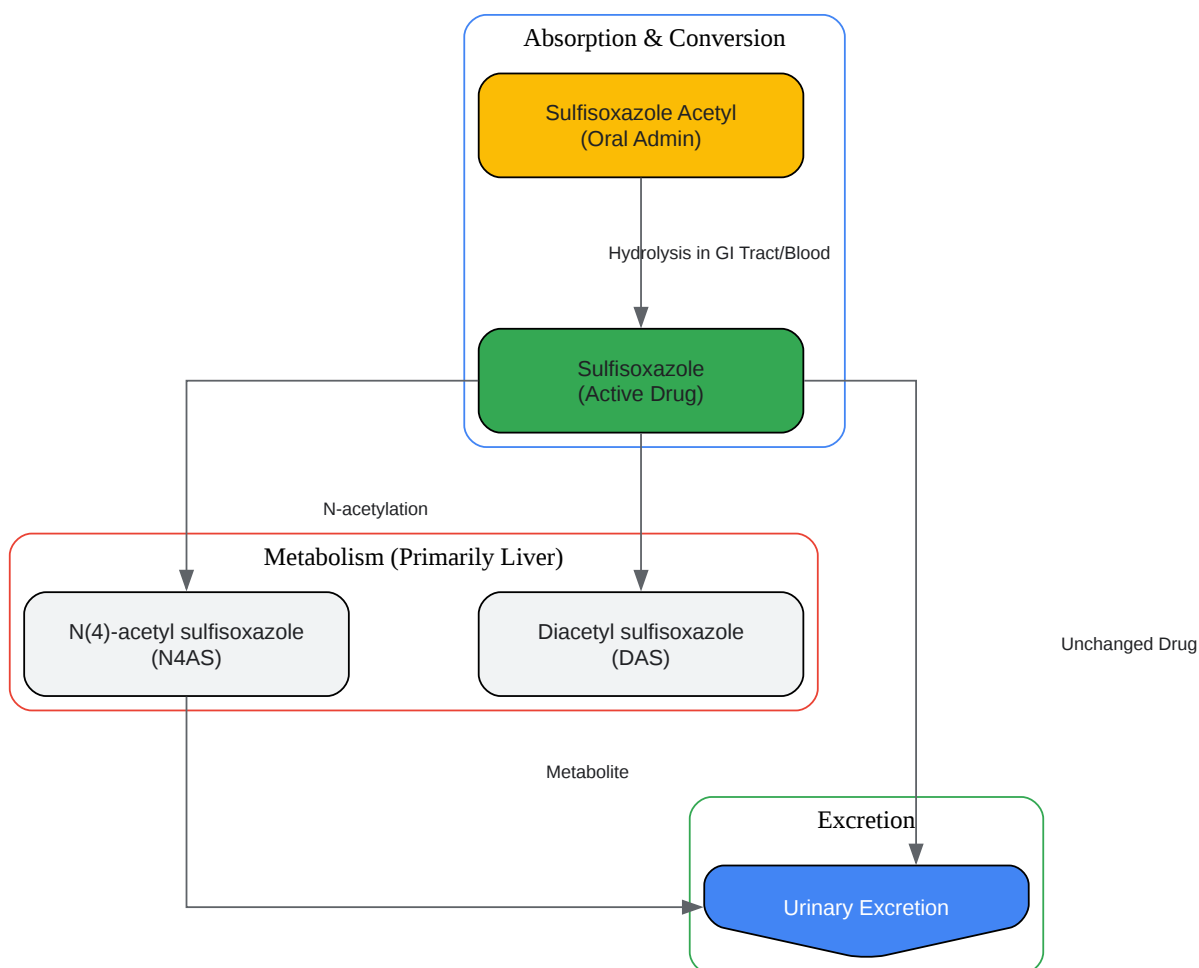 Absorption & Conversion
Sulfisoxazole Acetyl
(Oral Admin)
Hydrolysis in GI Tract/Blood
Sulfisoxazole
(Active Drug)
N-acetylation
Metabolism (Primarily Liver)
N(4)-acetyl sulfisoxazole
(N4AS)
Diacetyl sulfisoxazole
(DAS)
Unchanged Drug
Metabolite
Excretion
Urinary Excretion